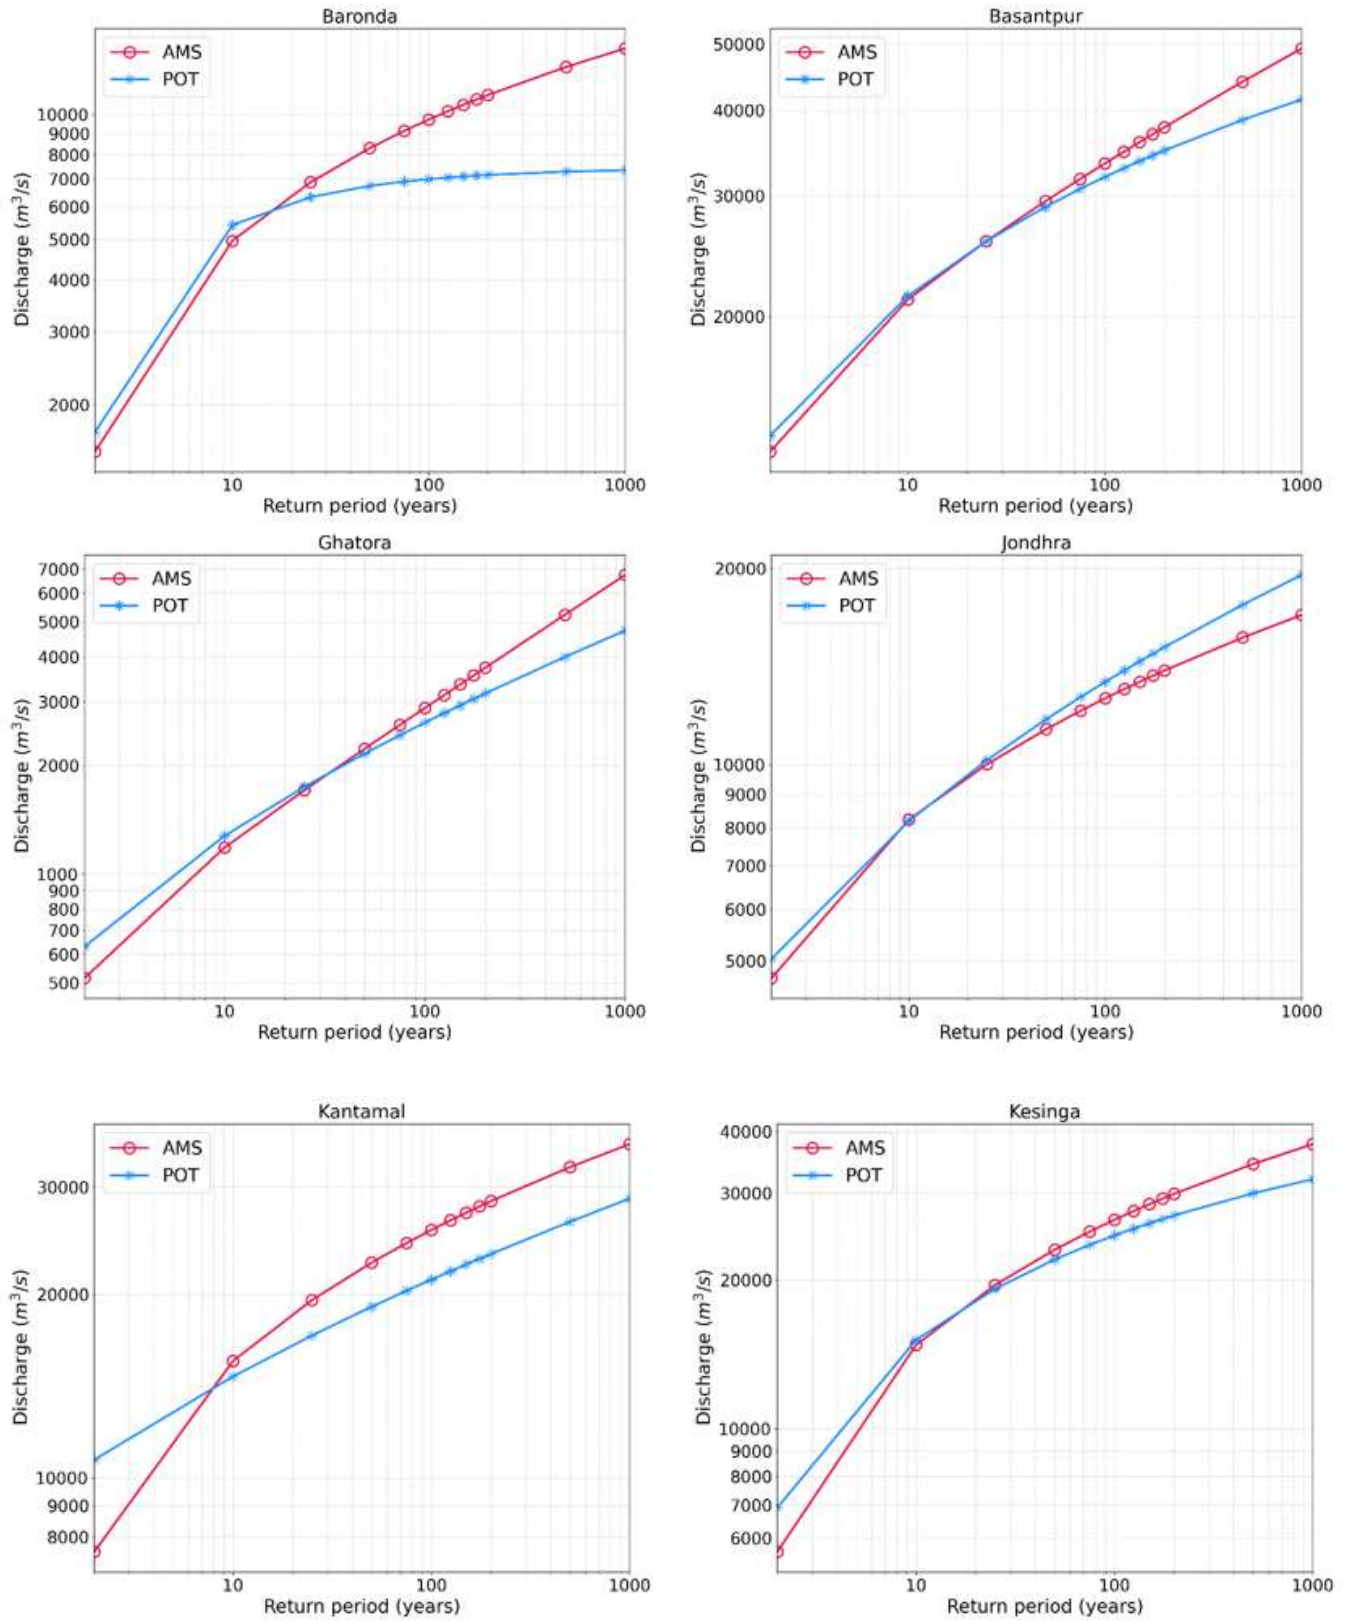 Baronda
AMS
POT
10000
9000
8000
7000
6000
5000
4000
3000
2000
Discharge (m³/s)
10 100 1000
Return period (years)
Basantpur
AMS
POT
50000
40000
30000
20000
Discharge (m³/s)
10 100 1000
Return period (years)
Ghatora
AMS
POT
7000
6000
5000
4000
3000
2000
1000
900
800
700
600
500
Discharge (m³/s)
10 100 1000
Return period (years)
Jondhra
AMS
POT
20000
10000
9000
8000
7000
6000
5000
Discharge (m³/s)
10 100 1000
Return period (years)
Kantamal
AMS
POT
30000
20000
10000
9000
8000
Discharge (m³/s)
10 100 1000
Return period (years)
Kesinga
AMS
POT
40000
30000
20000
10000
9000
8000
7000
6000
Discharge (m³/s)
10 100 1000
Return period (years)